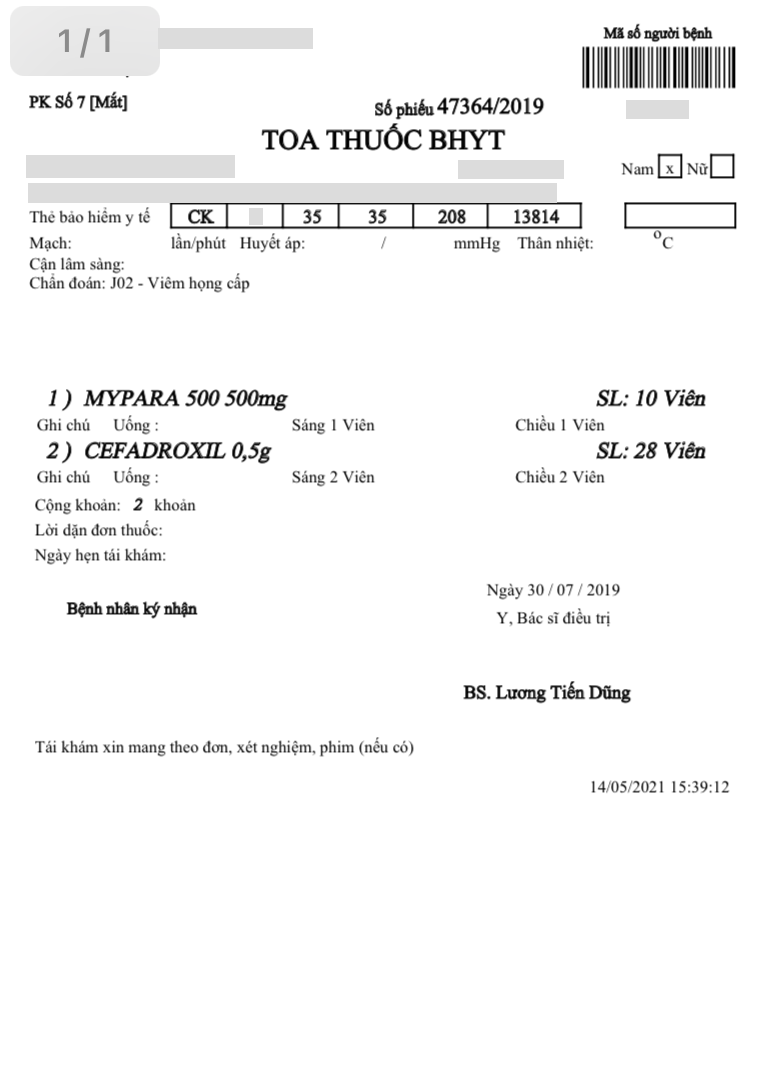 1/1
Mã số người bệnh
PK Số 7 [Mắt]
Số phiếu 47364/2019
TOA THUỐC BHYT
Nam x Nữ
Thẻ bảo hiểm y tế CK 35 35 208 13814
Mạch: lần/phút Huyết áp: / mmHg Thân nhiệt: °C
Cận lâm sàng:
Chẩn đoán: J02 - Viêm họng cấp
1 ) MYPARA 500 500mg SL: 10 Viên
Ghi chú Uống : Sáng 1 Viên Chiều 1 Viên
2 ) CEFADROXIL 0,5g SL: 28 Viên
Ghi chú Uống : Sáng 2 Viên Chiều 2 Viên
Cộng khoản: 2 khoản
Lời dặn đơn thuốc:
Ngày hẹn tái khám:
Ngày 30 / 07 / 2019
Bệnh nhân ký nhận
Y, Bác sĩ điều trị
BS. Lương Tiến Dũng
Tái khám xin mang theo đơn, xét nghiệm, phim (nếu có)
14/05/2021 15:39:12